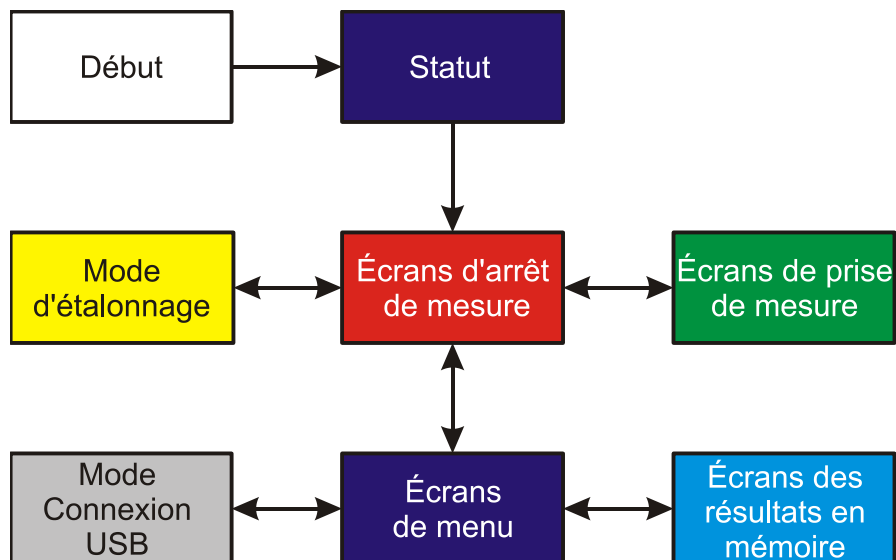 Début
Statut
Mode
d'étalonnage
Écrans d'arrêt
de mesure
Écrans de prise
de mesure
Mode
Connexion
USB
Écrans
de menu
Écrans des
résultats en
mémoire